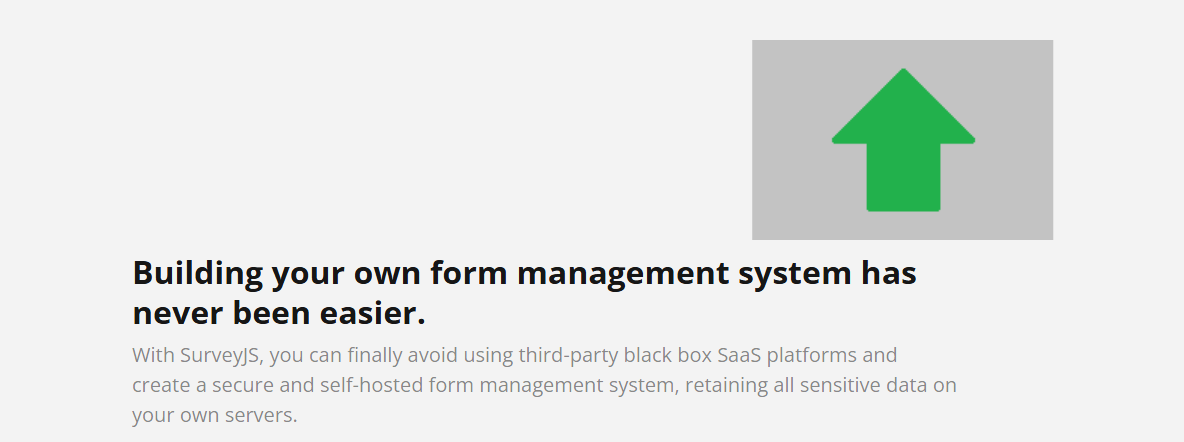 Building your own form management system has
never been easier.
With SurveyJS, you can finally avoid using third-party black box SaaS platforms and
create a secure and self-hosted form management system, retaining all sensitive data on
your own servers.